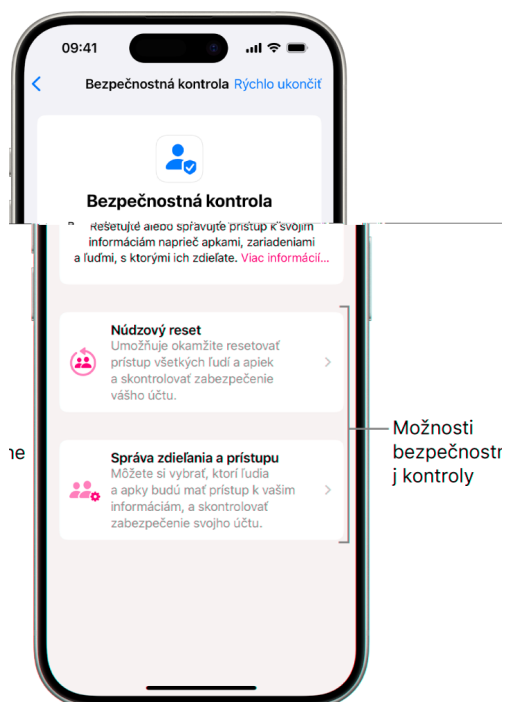 09:41
Bezpečnostná kontrola Rýchlo ukončiť
Bezpečnostná kontrola
Resetujte alebo spravujte prístup k svojim
informáciám naprieč apkami, zariadeniami
a ľuďmi, s ktorými ich zdieľate. Viac informácií...
Núdzový reset
Umožňuje okamžite resetovať
prístup všetkých ľudí a apiek
a skontrolovať zabezpečenie
vášho účtu.
Správa zdieľania a prístupu
Môžete si vybrať, ktorí ľudia
a apky budú mať prístup k vašim
informáciám, a skontrolovať
zabezpečenie svojho účtu.
Možnosti
bezpečnostn
j kontroly
ne